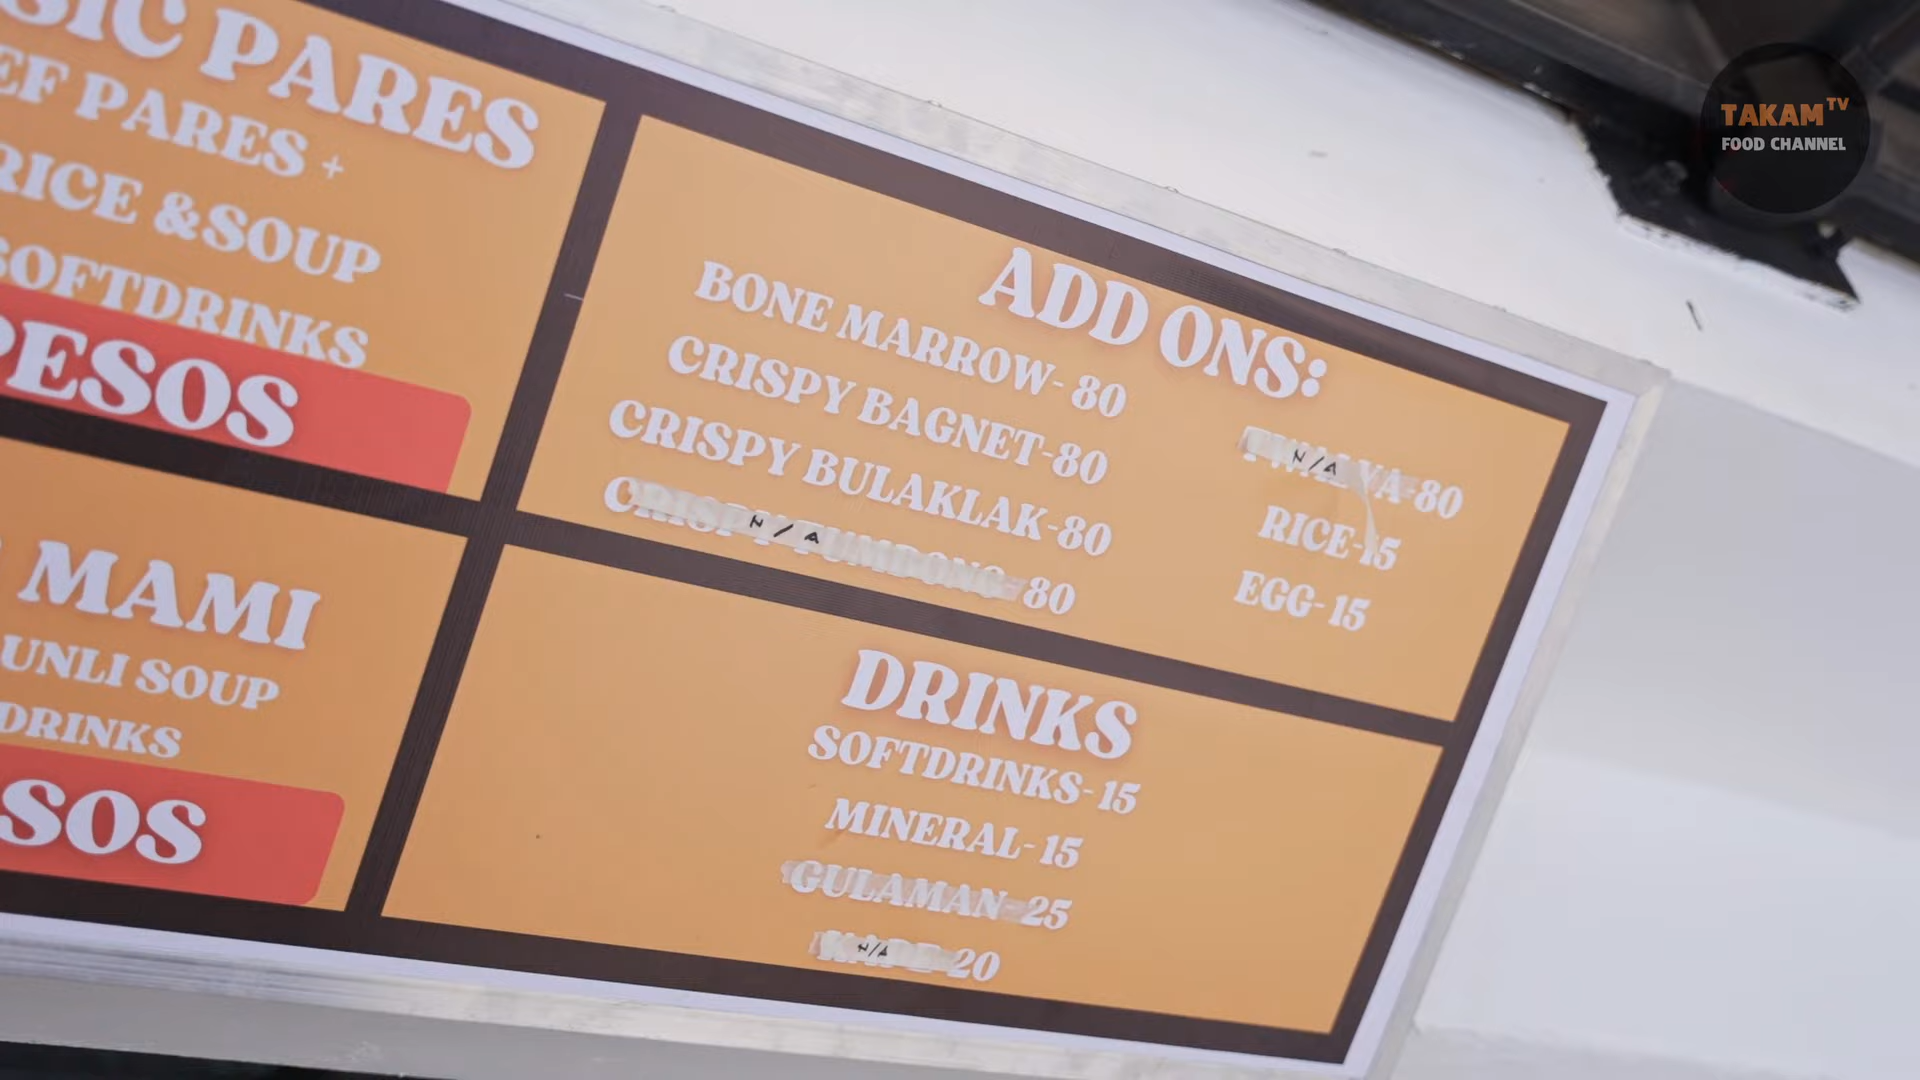 SIC PARES
EF PARES +
RICE &SOUP
SOFTDRINKS
PESOS
MAMI
UNLI SOUP
DRINKS
SOS
ADD ONS:
BONE MARROW- 80
CRISPY BAGNET-80
CRISPY BULAKLAK-80
CRISPY N/A 80
N/A -80
RICE-15
EGG- 15
DRINKS
SOFTDRINKS- 15
MINERAL- 15
GULAMAN- 25
N/A 20
TAKAM TV
FOOD CHANNEL